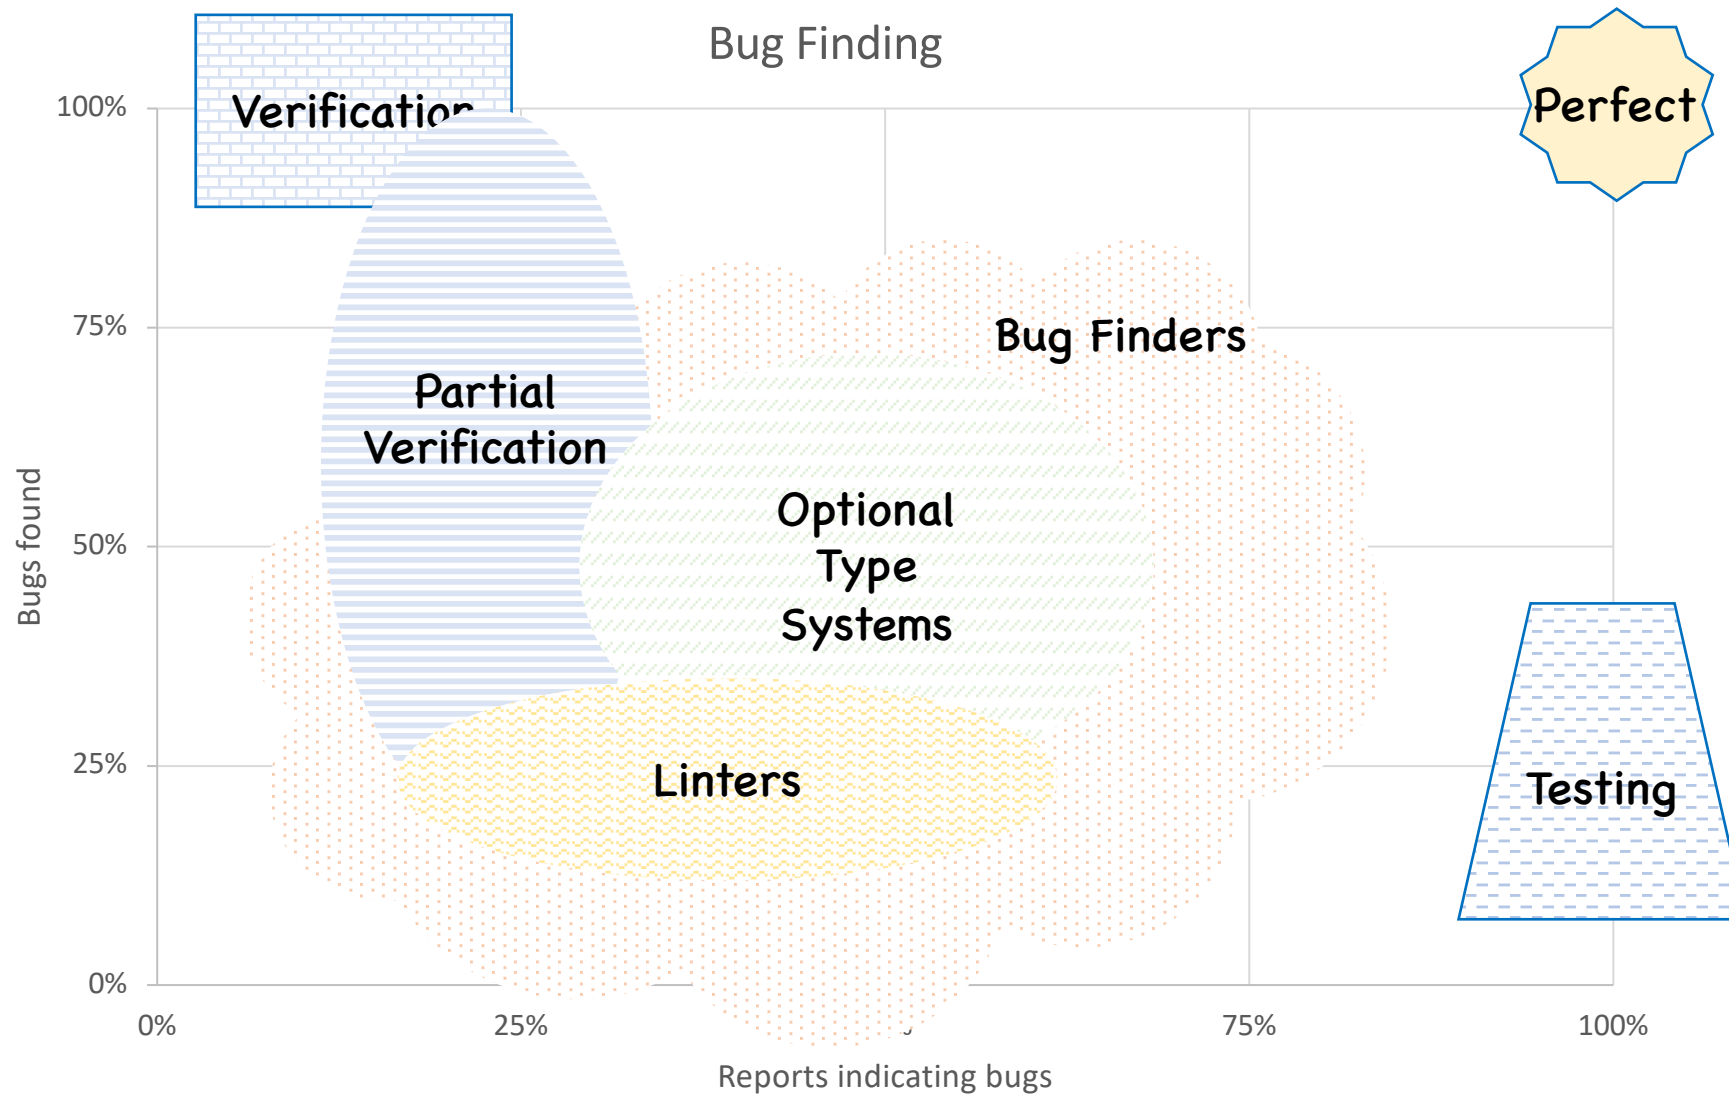 Bug Finding
100%
75%
50%
25%
0%
0%
25%
75%
100%
Bugs found
Reports indicating bugs
Verification
Perfect
Bug Finders
Partial
Verification
Optional
Type
Systems
Linters
Testing